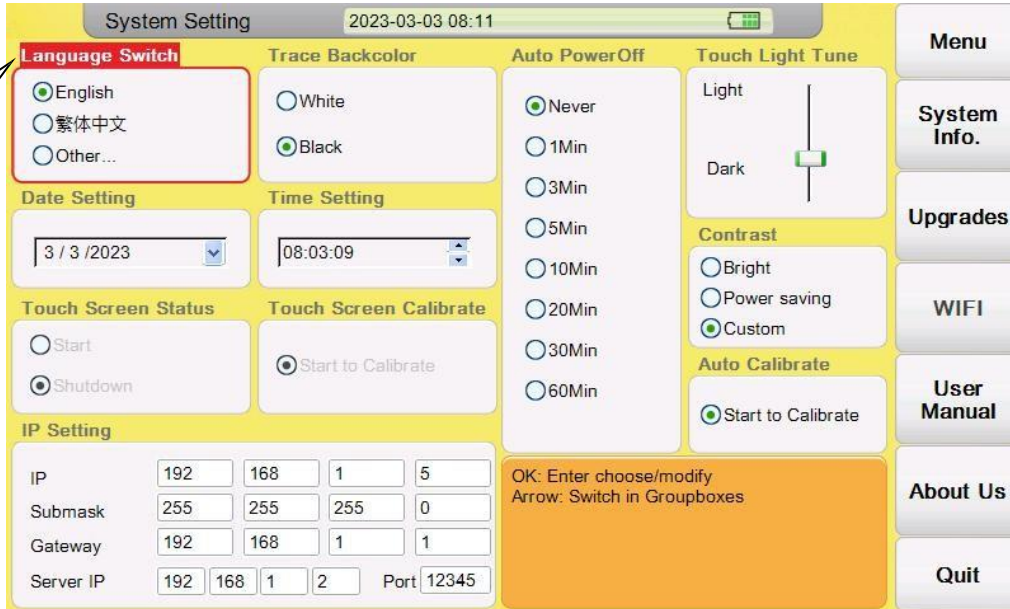 System Setting 2023-03-03 08:11
Language Switch
English
繁体中文
Other...
Trace Backcolor
White
Black
Auto PowerOff
Never
1Min
3Min
5Min
10Min
20Min
30Min
60Min
Touch Light Tune
Light
Dark
Date Setting
3 / 3 /2023
Time Setting
08:03:09
Contrast
Bright
Power saving
Custom
Touch Screen Status
Start
Shutdown
Touch Screen Calibrate
Start to Calibrate
Auto Calibrate
Start to Calibrate
IP Setting
IP 192 168 1 5
Submask 255 255 255 0
Gateway 192 168 1 1
Server IP 192 168 1 2 Port 12345
OK: Enter choose/modify
Arrow: Switch in Groupboxes
Menu
System
Info.
Upgrades
WIFI
User
Manual
About Us
Quit